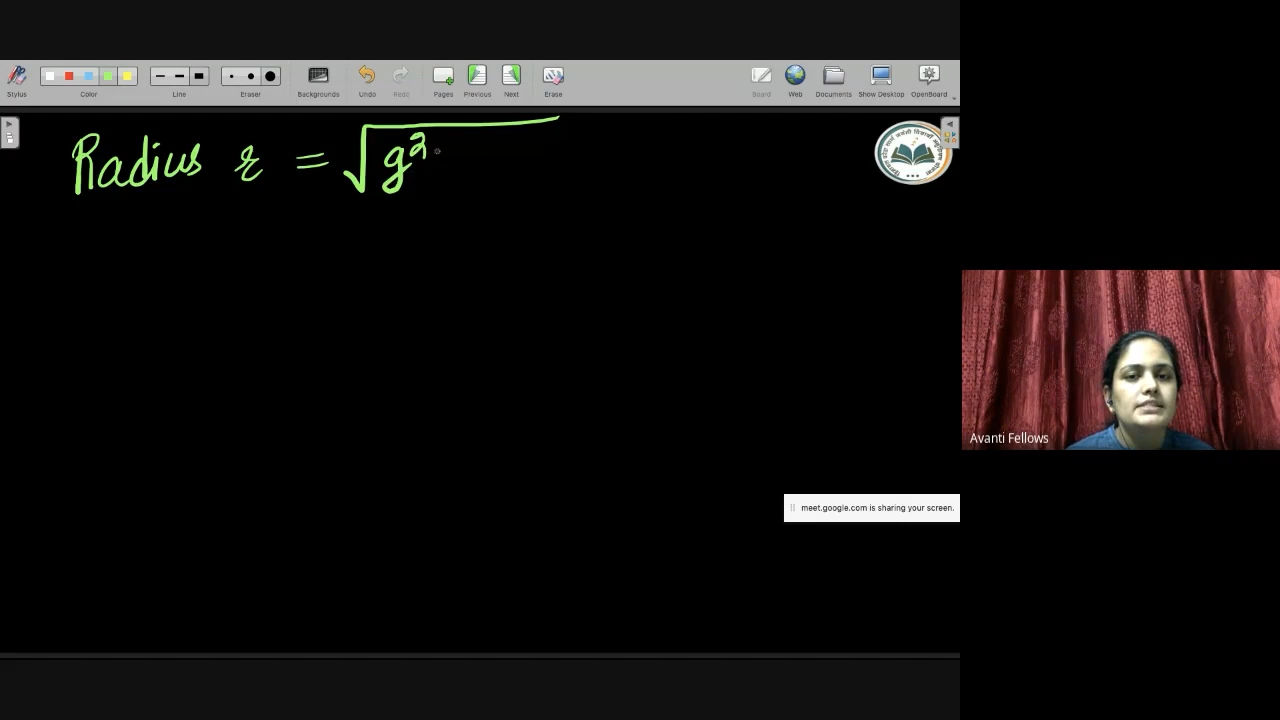 Stylus Color Line Eraser Backgrounds Undo Redo Pages Previous Next Erase Board Web Documents Show Desktop OpenBoard
Radius r = √g²
Avanti Fellows
meet.google.com is sharing your screen.